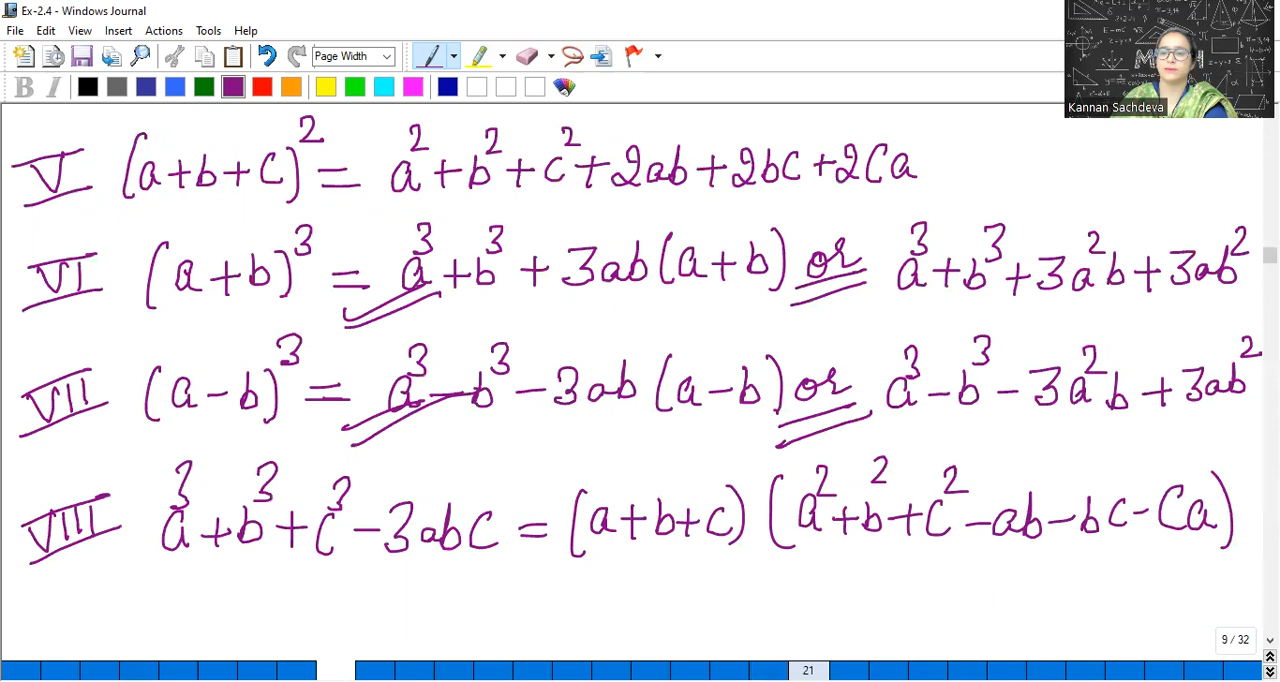 Ex-2.4 - Windows Journal
File Edit View Insert Actions Tools Help
Page Width
B I
Kannan Sachdeva
V (a+b+c)² = a²+b²+c²+2ab+2bc+2ca
VI (a+b)³ = a³+b³+3ab(a+b) or a³+b³+3a²b+3ab²
VII (a-b)³ = a³-b³-3ab(a-b) or a³-b³-3a²b+3ab²
VIII a³+b³+c³-3abc = (a+b+c)(a²+b²+c²-ab-bc-ca)
9 / 32
21